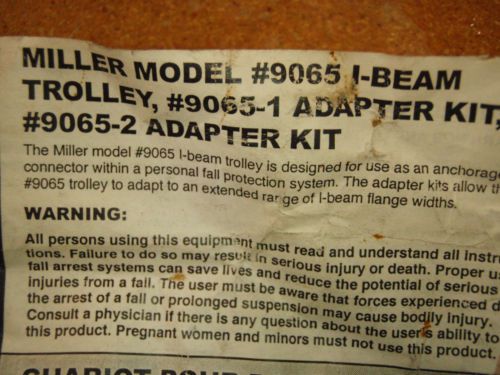 MILLER MODEL #9065 I-BEAM
TROLLEY, #9065-1 ADAPTER KIT,
#9065-2 ADAPTER KIT
The Miller model #9065 I-beam trolley is designed for use as an anchorage
connector within a personal fall protection system. The adapter kits allow th
#9065 trolley to adapt to an extended range of I-beam flange widths.
WARNING:
All persons using this equipment must read and understand all instru
tions. Failure to do so may result in serious injury or death. Proper u
fall arrest systems can save lives and reduce the potential of serious
injuries from a fall. The user must be aware that forces experienced d
the arrest of a fall or prolonged suspension may cause bodily injury.
Consult a physician if there is any question about the user's ability to
this product. Pregnant women and minors must not use this product.
CHARIOT POUR